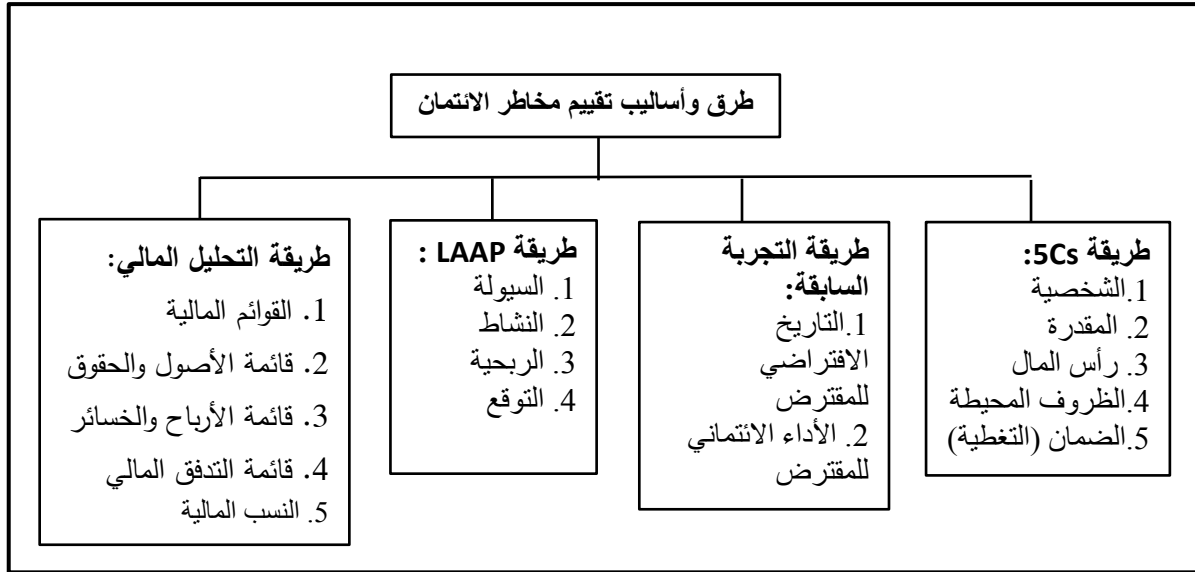 طرق وأساليب تقييم مخاطر الائتمان
طريقة 5Cs:
1.الشخصية
2. المقدرة
3. رأس المال
4.الظروف المحيطة
5.الضمان (التغطية)
طريقة التجربة
السابقة:
1.التاريخ
الافتراضي
للمقترض
2. الأداء الائتماني
للمقترض
طريقة LAAP :
1. السيولة
2. النشاط
3. الربحية
4. التوقع
طريقة التحليل المالي:
1. القوائم المالية
2. قائمة الأصول والحقوق
3. قائمة الأرباح والخسائر
4. قائمة التدفق المالي
5. النسب المالية